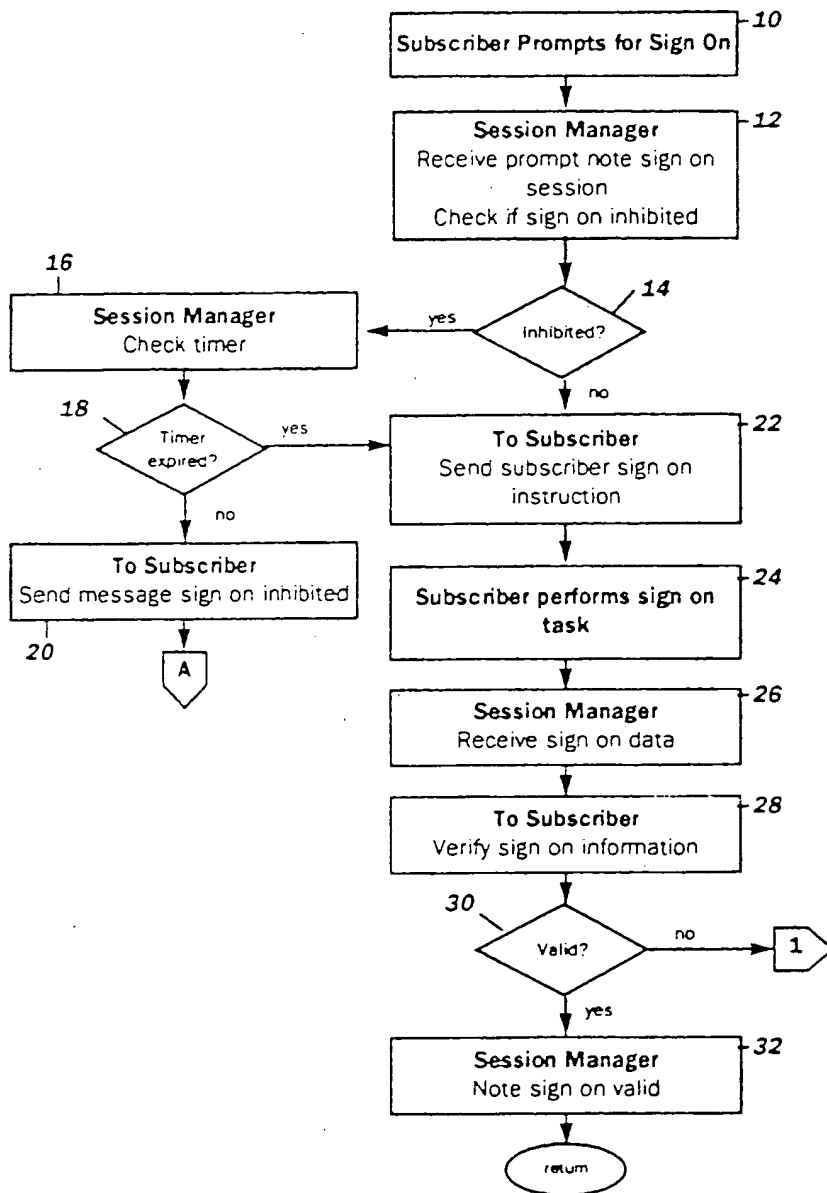 10
Subscriber Prompts for Sign On
12
Session Manager
Receive prompt note sign on
session
Check if sign on inhibited
14
Inhibited?
yes
no
16
Session Manager
Check timer
18
Timer
expired?
yes
no
To Subscriber
Send message sign on inhibited
20
A
22
To Subscriber
Send subscriber sign on
instruction
24
Subscriber performs sign on
task
26
Session Manager
Receive sign on data
28
To Subscriber
Verify sign on information
30
Valid?
no
1
yes
32
Session Manager
Note sign on valid
return